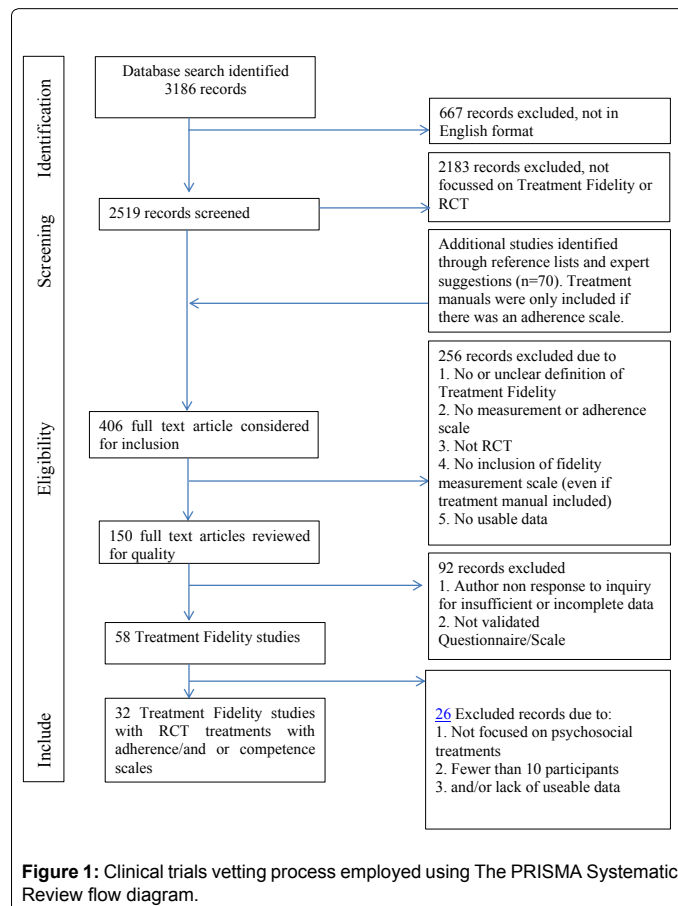 Identification
Database search identified
3186 records
667 records excluded, not in
English format
2183 records excluded, not
focussed on Treatment Fidelity or
RCT
Screening
2519 records screened
Additional studies identified
through reference lists and expert
suggestions (n=70). Treatment
manuals were only included if
there was an adherence scale.
Eligibility
256 records excluded due to
1. No or unclear definition of
Treatment Fidelity
2. No measurement or adherence
scale
3. Not RCT
4. No inclusion of fidelity
measurement scale (even if
treatment manual included)
5. No usable data
406 full text article considered
for inclusion
150 full text articles reviewed
for quality
92 records excluded
1. Author non response to inquiry
for insufficient or incomplete data
2. Not validated
Questionnaire/Scale
58 Treatment Fidelity studies
Include
32 Treatment Fidelity studies
with RCT treatments with
adherence/and or competence
scales
26 Excluded records due to:
1. Not focused on psychosocial
treatments
2. Fewer than 10 participants
3. and/or lack of useable data
Figure 1: Clinical trials vetting process employed using The PRISMA Systematic
Review flow diagram.